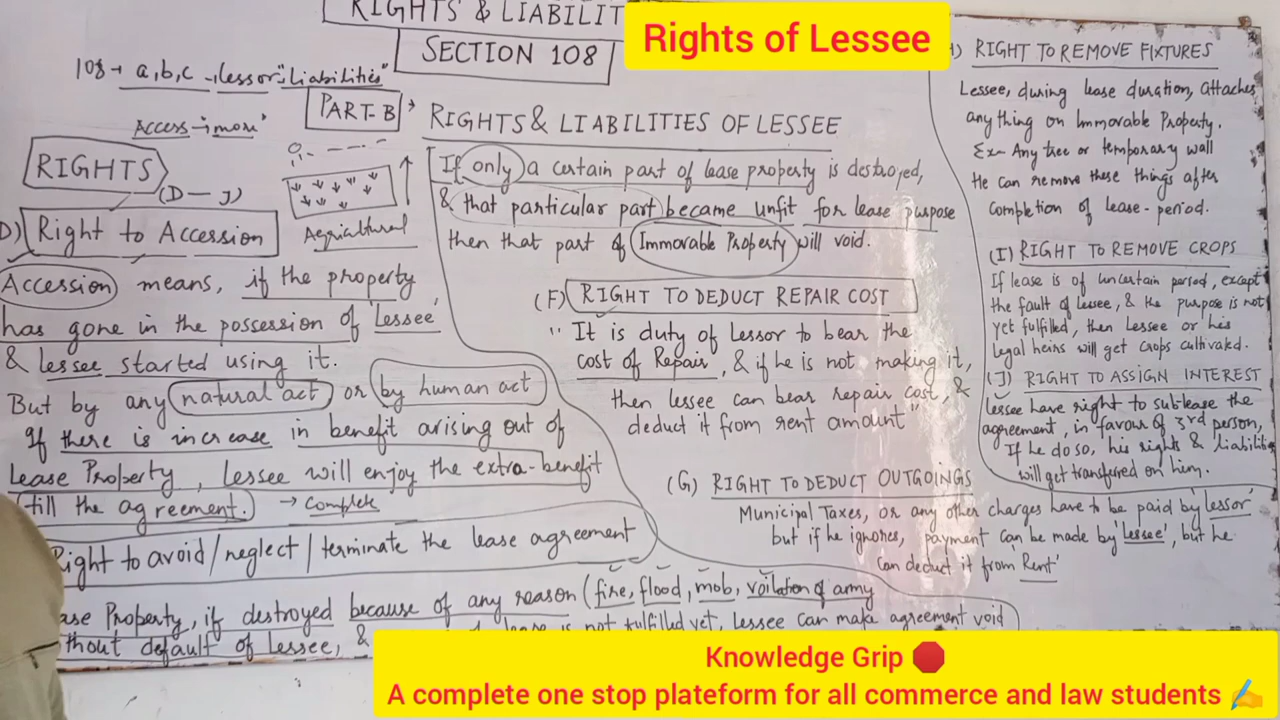 RIGHTS & LIABILIT
SECTION 108
Rights of Lessee
108 → a, b, c → lessor "Liabilities"
Access → more
PART-B
RIGHTS
(D — J)
Agricultural
D) Right to Accession
Accession means, if the property
has gone in the possession of 'Lessee'
& lessee started using it.
But by any natural act or by human act
If there is increase in benefit arising out of
Lease Property, Lessee will enjoy the extra-benefit
till the agreement. → Complete
Right to avoid/neglect/terminate the lease agreement
ase Property, if destroyed because of any reason (fire, flood, mob, voilation of army
thout default of lessee, &
lease is not fulfilled yet, lessee can make agreement void
RIGHTS & LIABILITIES OF LESSEE
If only a certain part of lease property is destroyed,
& that particular part became unfit for lease purpose
then that part of Immovable Property will void.
(F) RIGHT TO DEDUCT REPAIR COST
"It is duty of Lessor to bear the
cost of Repair, & if he is not making it,
then lessee can bear repair cost, &
deduct it from rent amount"
(G) RIGHT TO DEDUCT OUTGOINGS
Municipal Taxes, or any other charges have to be paid by 'lessor'
but if he ignores, payment can be made by 'lessee', but he
can deduct it from 'Rent'
) RIGHT TO REMOVE FIXTURES
Lessee, during lease duration, attaches
anything on Immovable Property.
Ex- Any tree or temporary wall
He can remove these things after
completion of lease-period.
(I) RIGHT TO REMOVE CROPS
If lease is of uncertain period, except
the fault of lessee, & the purpose is not
yet fulfilled, then Lessee or his
legal heirs will get crops cultivated.
(J) RIGHT TO ASSIGN INTEREST
lessee have right to sub-lease the
agreement, in favour of 3rd person,
If he do so, his rights & liabiliti
will get transferred on him.
Knowledge Grip 🛑
A complete one stop plateform for all commerce and law students ✍️